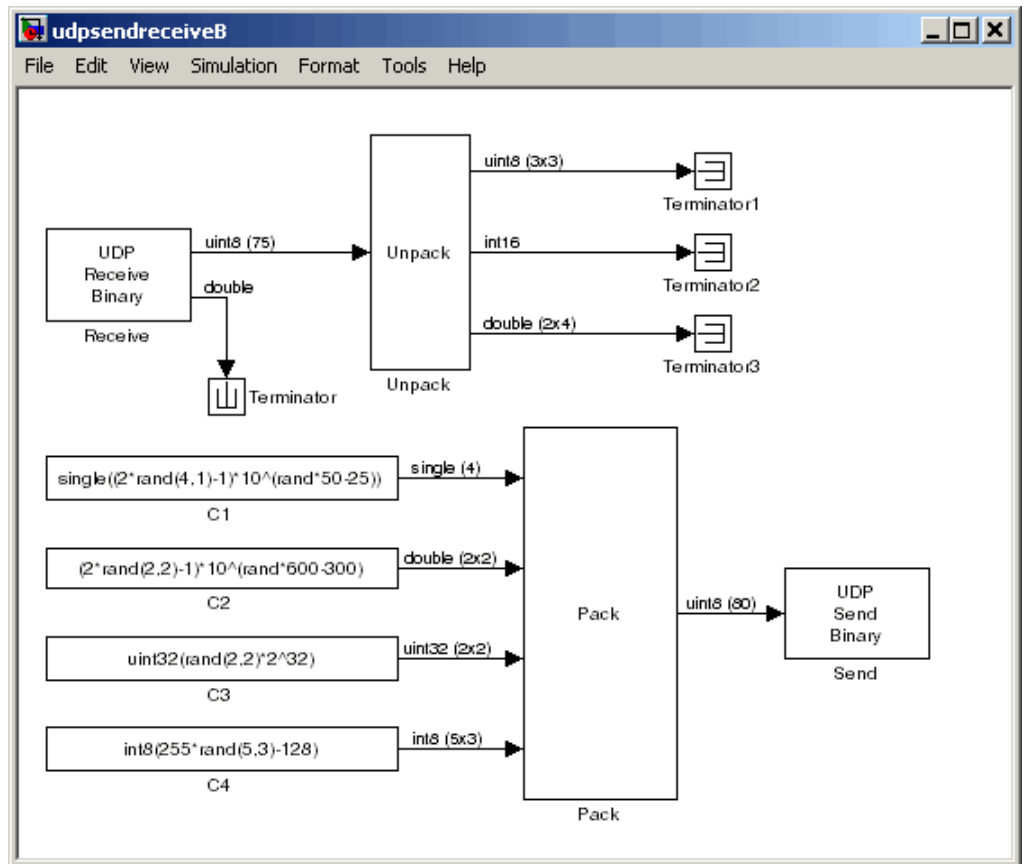 udpsendreceiveB
File Edit View Simulation Format Tools Help
uint8 (3x3)
Terminator1
UDP
Receive
Binary
Receive
uint8 (75)
double
Unpack
Unpack
int16
Terminator2
double (2x4)
Terminator3
Terminator
single((2*rand(4,1)-1)*10^(rand*50-25))
C1
single (4)
(2*rand(2,2)-1)*10^(rand*600-300)
C2
double (2x2)
uint32(rand(2,2)*2^32)
C3
uint32 (2x2)
int8(255*rand(5,3)-128)
C4
int8 (5x3)
Pack
Pack
uint8 (80)
UDP
Send
Binary
Send